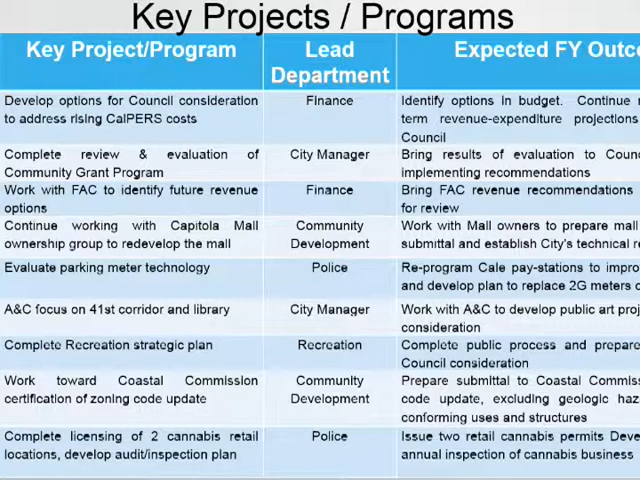 Key Projects / Programs
Key Project/Program
Lead
Department
Expected FY Outco
Develop options for Council consideration
to address rising CalPERS costs
Finance
Identify options in budget. Continue
term revenue-expenditure projections
Council
Complete review & evaluation of
Community Grant Program
City Manager
Bring results of evaluation to Counc
implementing recommendations
Work with FAC to identify future revenue
options
Finance
Bring FAC revenue recommendations
for review
Continue working with Capitola Mall
ownership group to redevelop the mall
Community
Development
Work with Mall owners to prepare mall
submittal and establish City's technical re
Evaluate parking meter technology
Police
Re-program Cale pay-stations to impro
and develop plan to replace 2G meters
A&C focus on 41st corridor and library
City Manager
Work with A&C to develop public art proj
consideration
Complete Recreation strategic plan
Recreation
Complete public process and prepare
Council consideration
Work toward Coastal Commission
certification of zoning code update
Community
Development
Prepare submittal to Coastal Commiss
code update, excluding geologic haz
conforming uses and structures
Complete licensing of 2 cannabis retail
locations, develop audit/inspection plan
Police
Issue two retail cannabis permits Deve
annual inspection of cannabis business